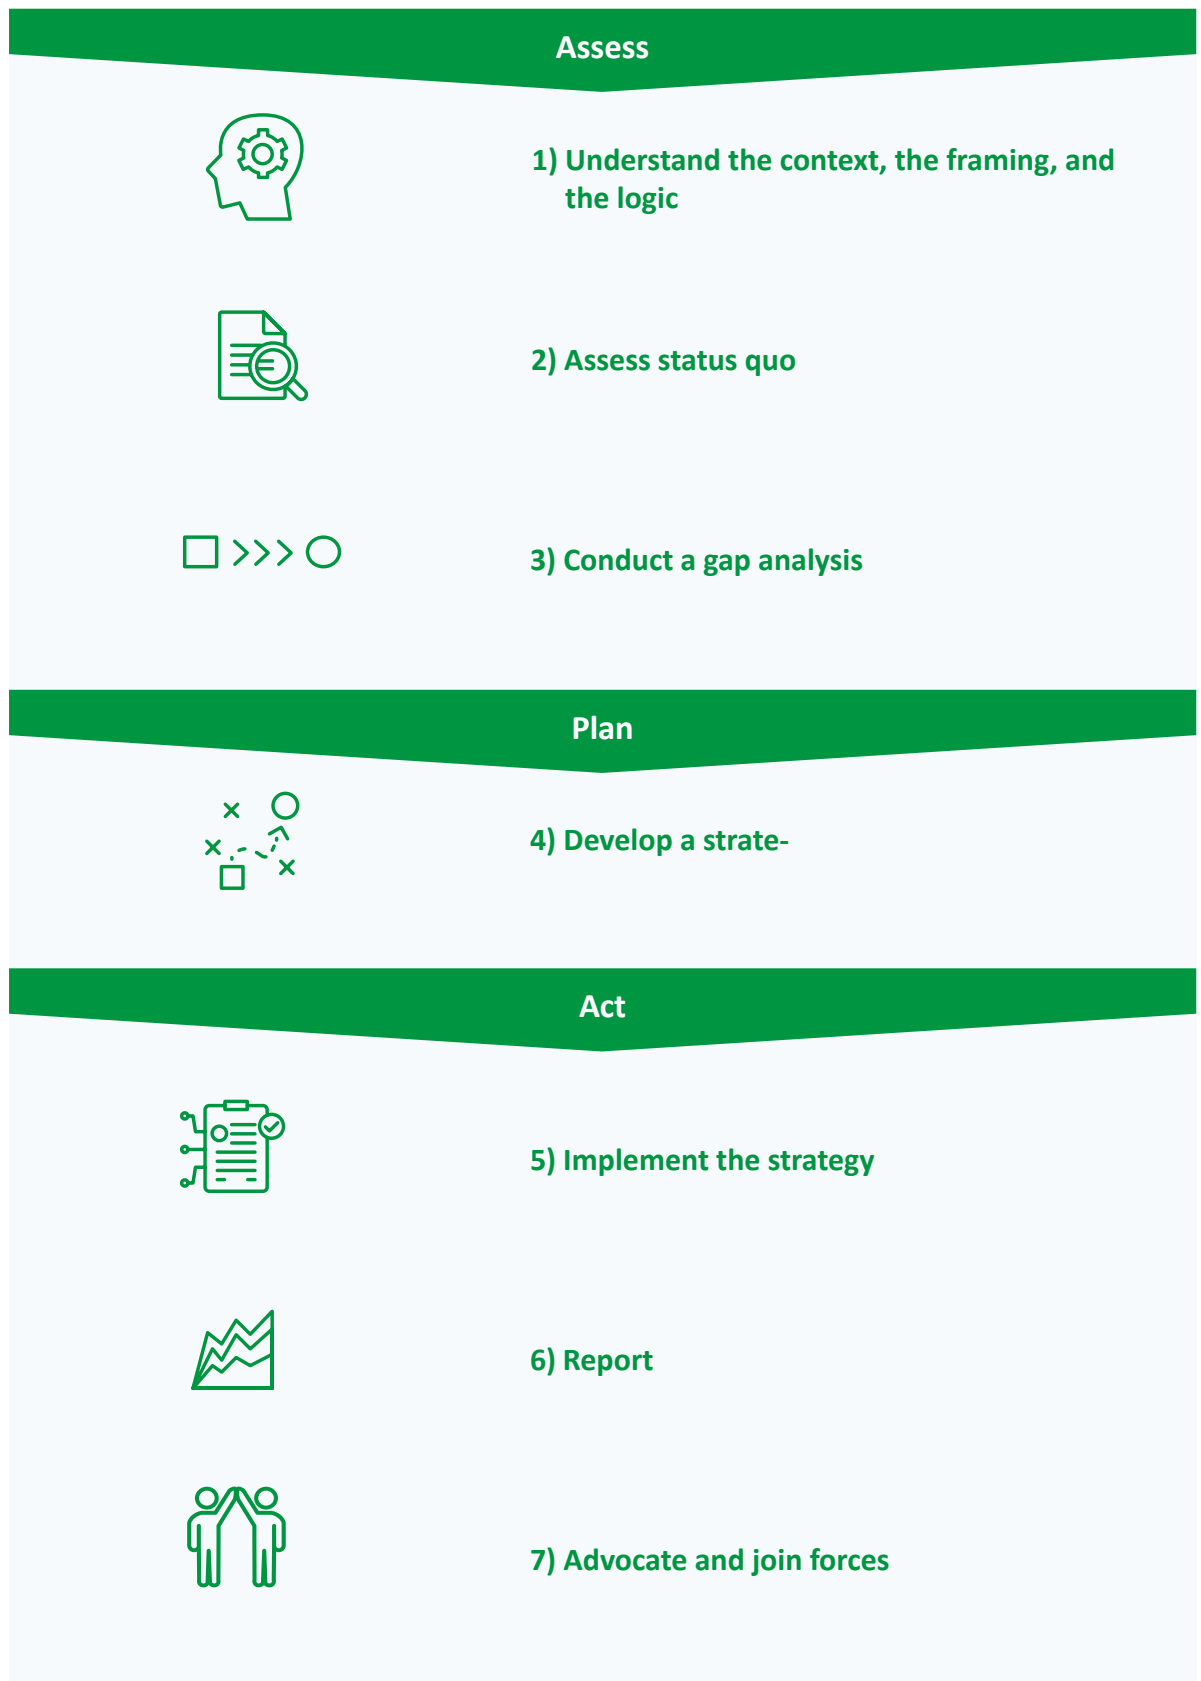 Assess
1) Understand the context, the framing, and
the logic
2) Assess status quo
3) Conduct a gap analysis
Plan
4) Develop a strate-
Act
5) Implement the strategy
6) Report
7) Advocate and join forces